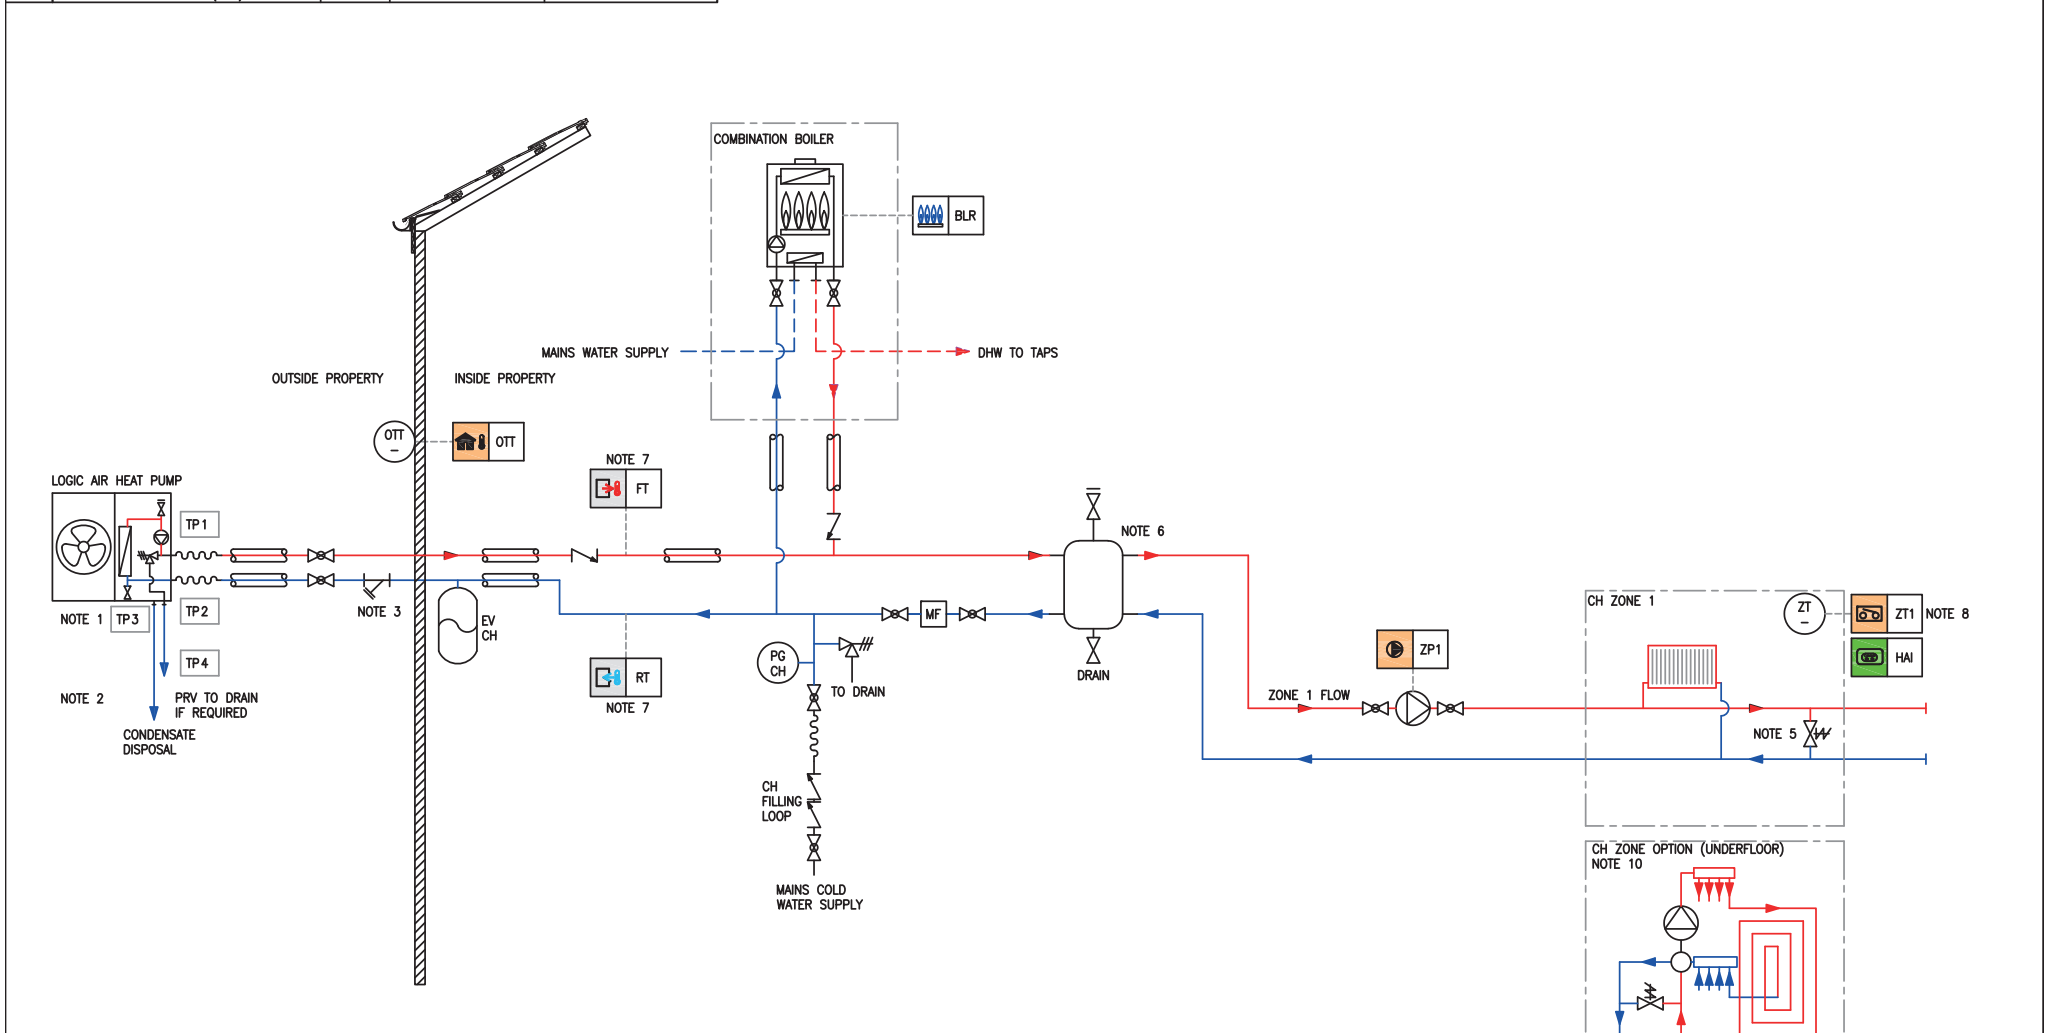 COMBINATION BOILER
BLR
MAINS WATER SUPPLY
DHW TO TAPS
OUTSIDE PROPERTY
INSIDE PROPERTY
OTT
–
OTT
NOTE 7
FT
LOGIC AIR HEAT PUMP
TP1
NOTE 6
NOTE 1
TP3
TP2
NOTE 3
EV
CH
MF
CH ZONE 1
ZT
–
ZT1
NOTE 8
HAI
TP4
PG
CH
TO DRAIN
DRAIN
ZP1
RT
NOTE 7
NOTE 2
PRV TO DRAIN
IF REQUIRED
ZONE 1 FLOW
CONDENSATE
DISPOSAL
NOTE 5
CH
FILLING
LOOP
MAINS COLD
WATER SUPPLY
CH ZONE OPTION (UNDERFLOOR)
NOTE 10